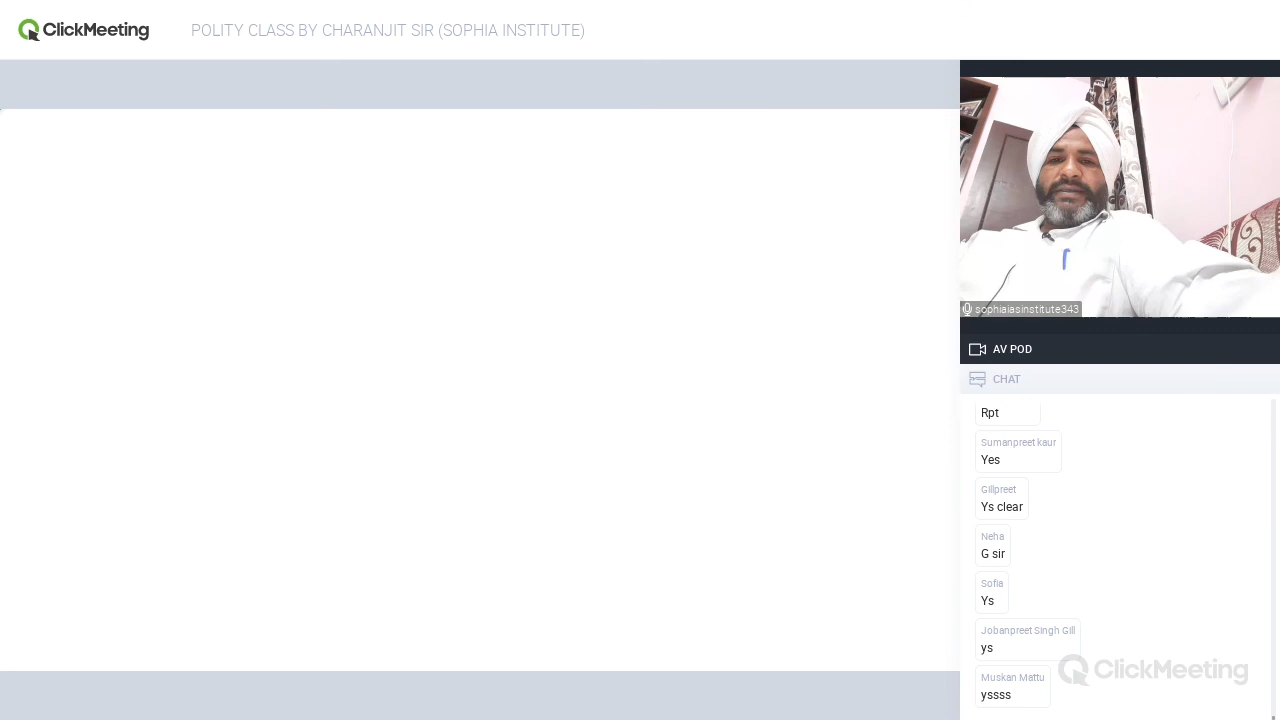 ClickMeeting
POLITY CLASS BY CHARANJIT SIR (SOPHIA INSTITUTE)
sophiaiasinstitute343
AV POD
CHAT
Rpt
Sumanpreet kaur
Yes
Gillpreet
Ys clear
Neha
G sir
Sofia
Ys
Jobanpreet Singh Gill
ys
ClickMeeting
Muskan Mattu
yssss